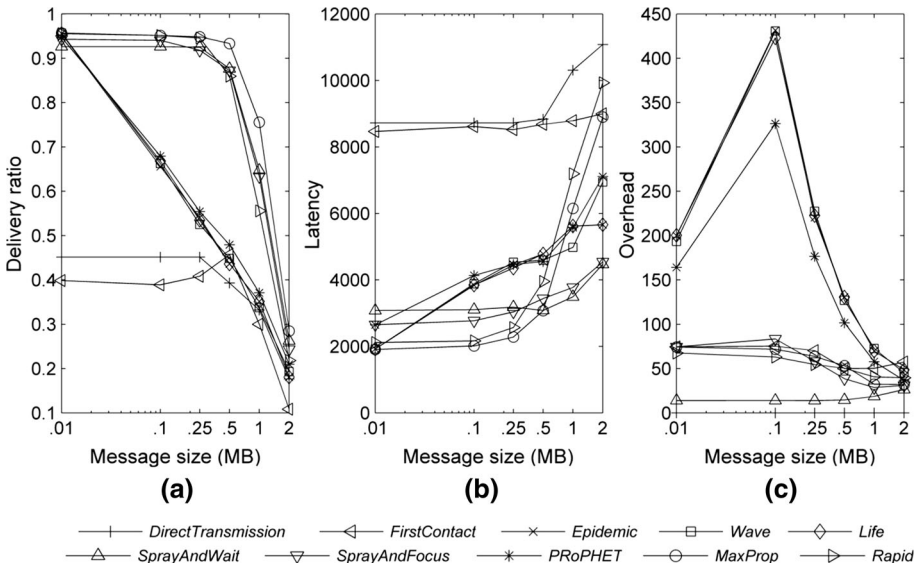 1
0.9
0.8
0.7
0.6
0.5
0.4
0.3
0.2
0.1
Delivery ratio
.01 .1 .25 .5 1 2
Message size (MB)
(a)
12000
10000
8000
6000
4000
2000
0
Latency
.01 .1 .25 .5 1 2
Message size (MB)
(b)
450
400
350
300
250
200
150
100
50
0
Overhead
.01 .1 .25 .5 1 2
Message size (MB)
(c)
DirectTransmission FirstContact Epidemic Wave Life
SprayAndWait SprayAndFocus PRoPHET MaxProp Rapid